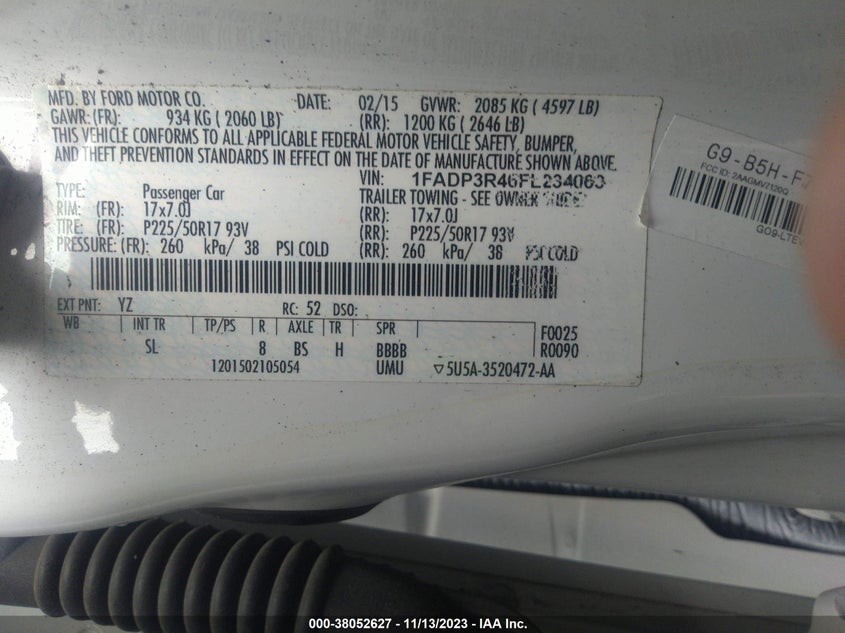 MFD. BY FORD MOTOR CO. DATE: 02/15 GVWR: 2085 KG ( 4597 LB)
GAWR: (FR): 934 KG ( 2060 LB) (RR): 1200 KG ( 2646 LB)
THIS VEHICLE CONFORMS TO ALL APPLICABLE FEDERAL MOTOR VEHICLE SAFETY, BUMPER,
AND THEFT PREVENTION STANDARDS IN EFFECT ON THE DATE OF MANUFACTURE SHOWN ABOVE.
VIN:
TYPE: Passenger Car TRAILER TOWING - SEE OWNER
RIM: (FR): 17x7.0J (RR): 17x7.0J
TIRE: (FR): P225/50R17 93V (RR): P225/50R17 93V
PRESSURE: (FR): 260 kPa/ 38 PSI COLD (RR): 260 kPa/ 38 PSI COLD
EXT PNT: YZ RC: 52 DSO:
WB INT TR TP/PS R AXLE TR SPR F0025
SL 8 BS H BBBB R0090
1201502105054 UMU ▽5U5A-3520472-AA
G9-B5H-F
FCC ID: 2AAGMVZ120Q
GO9-LTEV
000-38052627 - 11/13/2023 - IAA Inc.